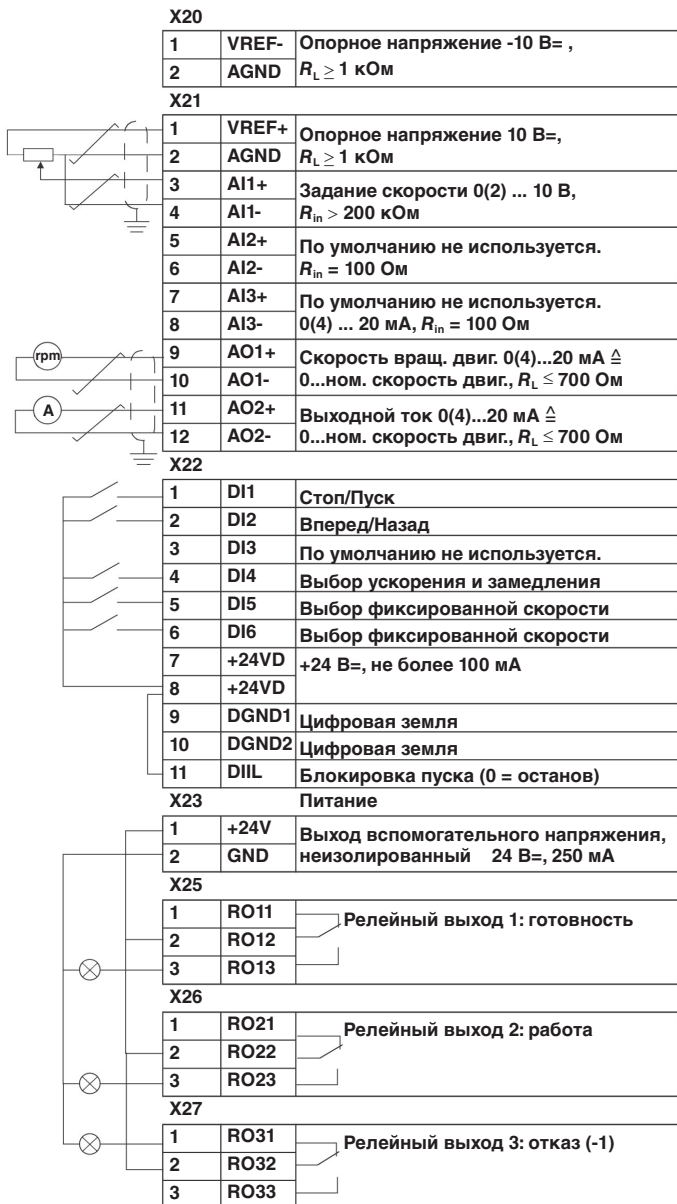 X20
1 VREF- Опорное напряжение -10 В= ,
2 AGND RL ≥ 1 кОм
X21
1 VREF+ Опорное напряжение 10 В=,
2 AGND RL ≥ 1 кОм
3 AI1+ Задание скорости 0(2) ... 10 В,
4 AI1- Rin > 200 кОм
5 AI2+ По умолчанию не используется.
6 AI2- Rin = 100 Ом
7 AI3+ По умолчанию не используется.
8 AI3- 0(4) ... 20 мА, Rin = 100 Ом
rpm 9 AO1+ Скорость вращ. двиг. 0(4)...20 мА ≙
10 AO1- 0...ном. скорость двиг., RL ≤ 700 Ом
A 11 AO2+ Выходной ток 0(4)...20 мА ≙
12 AO2- 0...ном. скорость двиг., RL ≤ 700 Ом
X22
1 DI1 Стоп/Пуск
2 DI2 Вперед/Назад
3 DI3 По умолчанию не используется.
4 DI4 Выбор ускорения и замедления
5 DI5 Выбор фиксированной скорости
6 DI6 Выбор фиксированной скорости
7 +24VD +24 В=, не более 100 мА
8 +24VD
9 DGND1 Цифровая земля
10 DGND2 Цифровая земля
11 DIIL Блокировка пуска (0 = останов)
X23 Питание
1 +24V Выход вспомогательного напряжения,
2 GND неизолированный 24 В=, 250 мА
X25
1 RO11 Релейный выход 1: готовность
2 RO12
3 RO13
X26
1 RO21 Релейный выход 2: работа
2 RO22
3 RO23
X27
1 RO31 Релейный выход 3: отказ (-1)
2 RO32
3 RO33